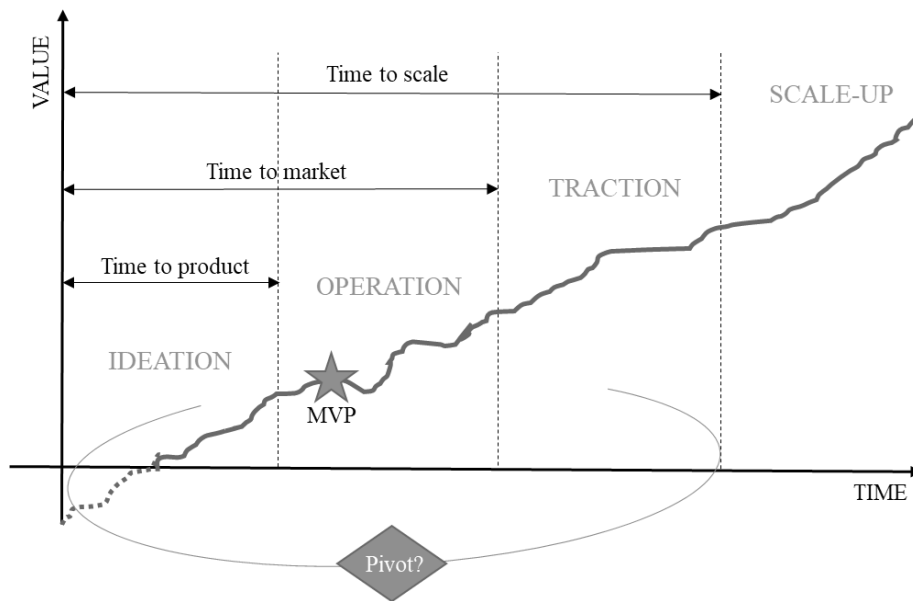 VALUE
Time to scale
SCALE-UP
Time to market
TRACTION
Time to product
OPERATION
IDEATION
MVP
TIME
Pivot?